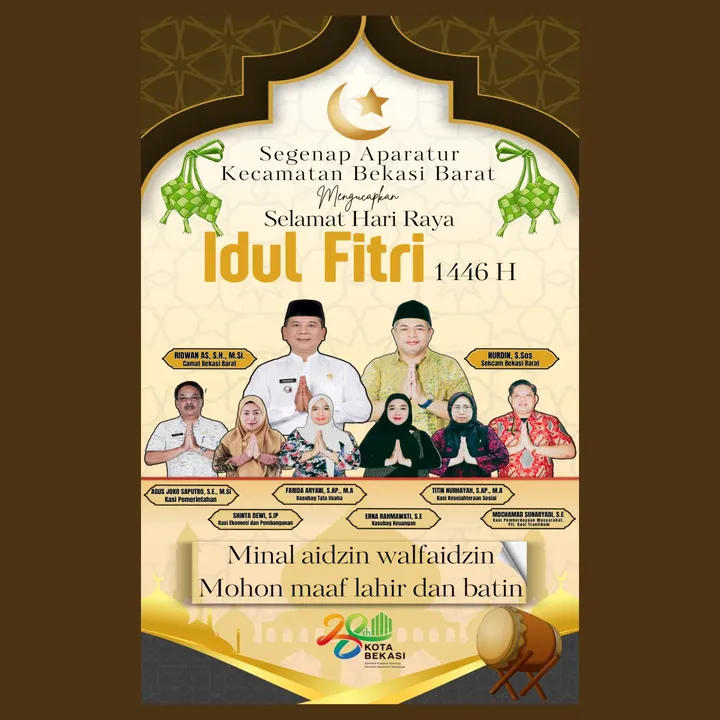 Segenap Aparatur
Kecamatan Bekasi Barat
Mengucapkan
Selamat Hari Raya
Idul Fitri 1446 H
RIDWAN AS, S.H., M.Si.
Camat Bekasi Barat
NURDIN, S.Sos
Sekcam Bekasi Barat
AGUS JOKO SAPUTRO, S.E., M.SI
Kasi Pemerintahan
FARIDA ARYANI, S.AP., M.A
Kasubag Tata Usaha
TITIN NURHAYAH, S.AP., M.A
Kasi Kesejahteraan Sosial
SHINTA DEWI, S.IP
Kasi Ekonomi dan Pembangunan
ERNA RAHMAWATI, S.E
Kasubag Keuangan
MOCHAMAD SUNARYADI, S.E
Kasi Pemberdayaan Masyarakat,
Plt. Kasi Trantibum
Minal aidzin walfaidzin
Mohon maaf lahir dan batin
28th
KOTA
BEKASI